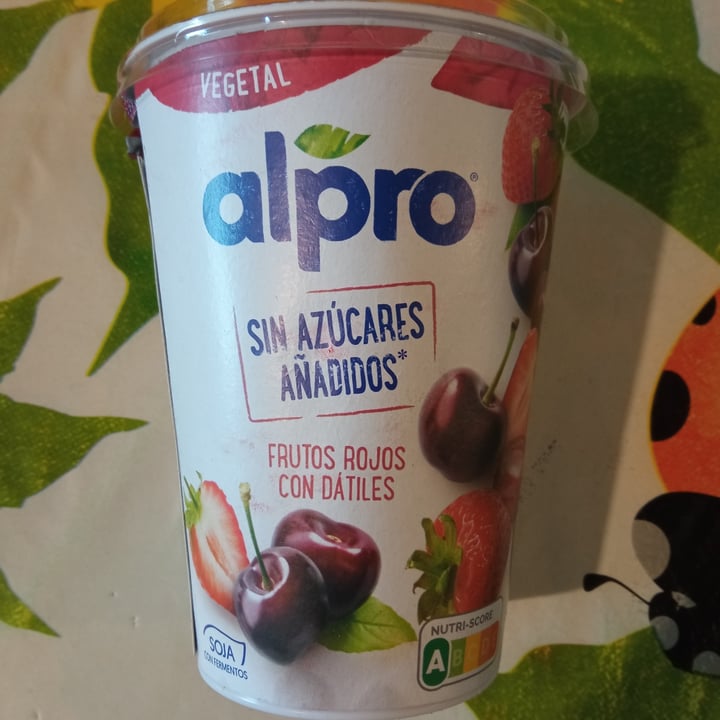 VEGETAL
alpro®
SIN AZÚCARES
AÑADIDOS*
FRUTOS ROJOS
CON DÁTILES
SOJA
CON FERMENTOS
NUTRI-SCORE
A B C D